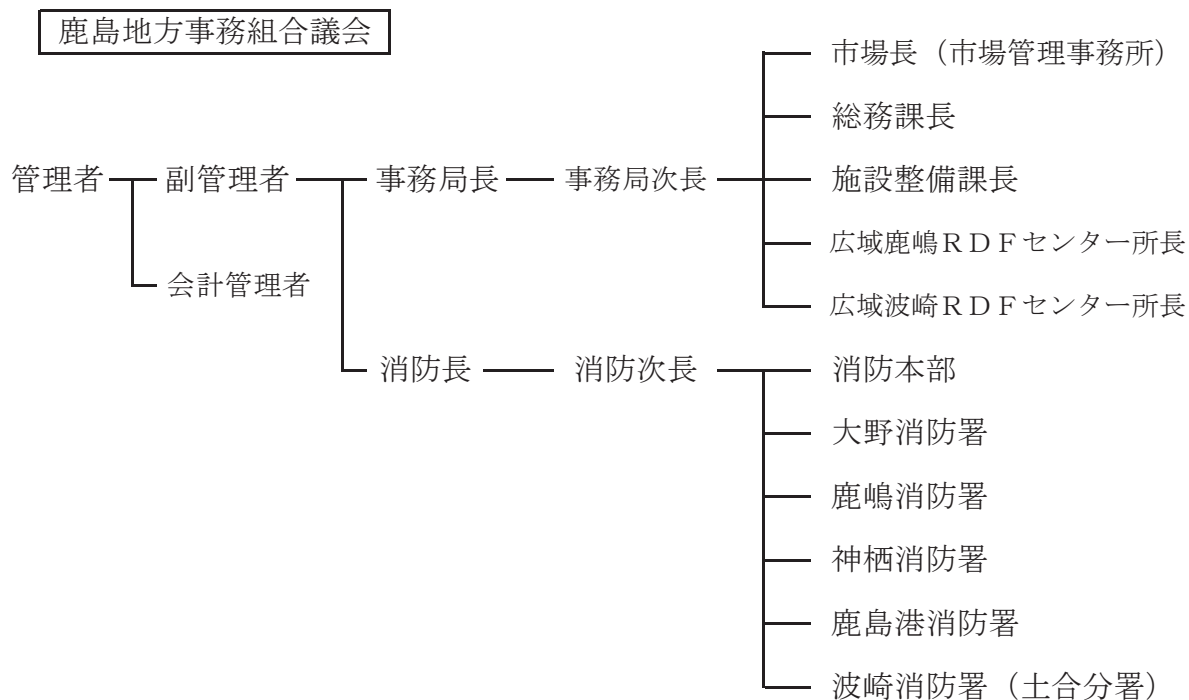 鹿島地方事務組合議会
市場長（市場管理事務所）
総務課長
管理者 副管理者 事務局長 事務局次長 施設整備課長
広域鹿嶋ＲＤＦセンター所長
会計管理者
広域波崎ＲＤＦセンター所長
消防長 消防次長 消防本部
大野消防署
鹿嶋消防署
神栖消防署
鹿島港消防署
波崎消防署（土合分署）